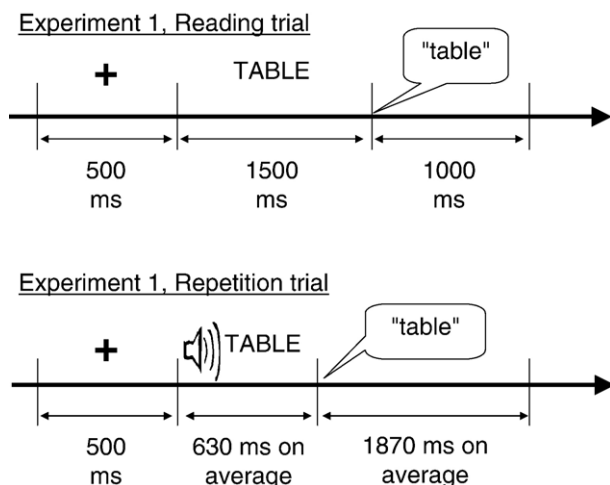 Experiment 1, Reading trial
+
TABLE
"table"
500
ms
1500
ms
1000
ms
Experiment 1, Repetition trial
+
TABLE
"table"
500
ms
630 ms on
average
1870 ms on
average